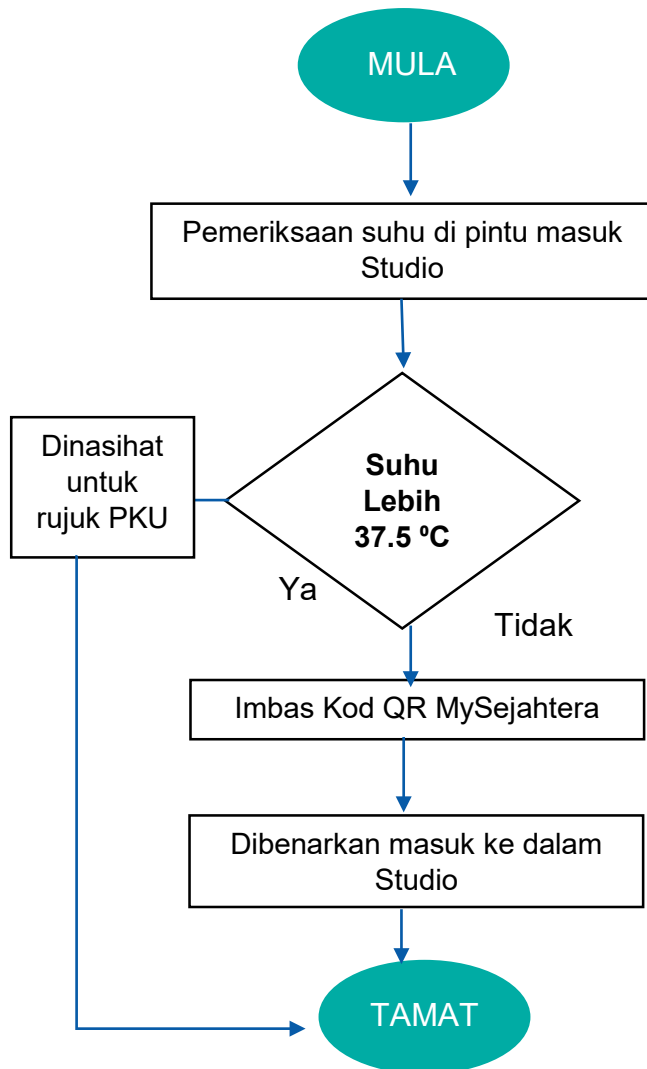 MULA
Pemeriksaan suhu di pintu masuk
Studio
Dinasihat
untuk
rujuk PKU
Suhu
Lebih
37.5 ºC
Ya
Tidak
Imbas Kod QR MySejahtera
Dibenarkan masuk ke dalam
Studio
TAMAT